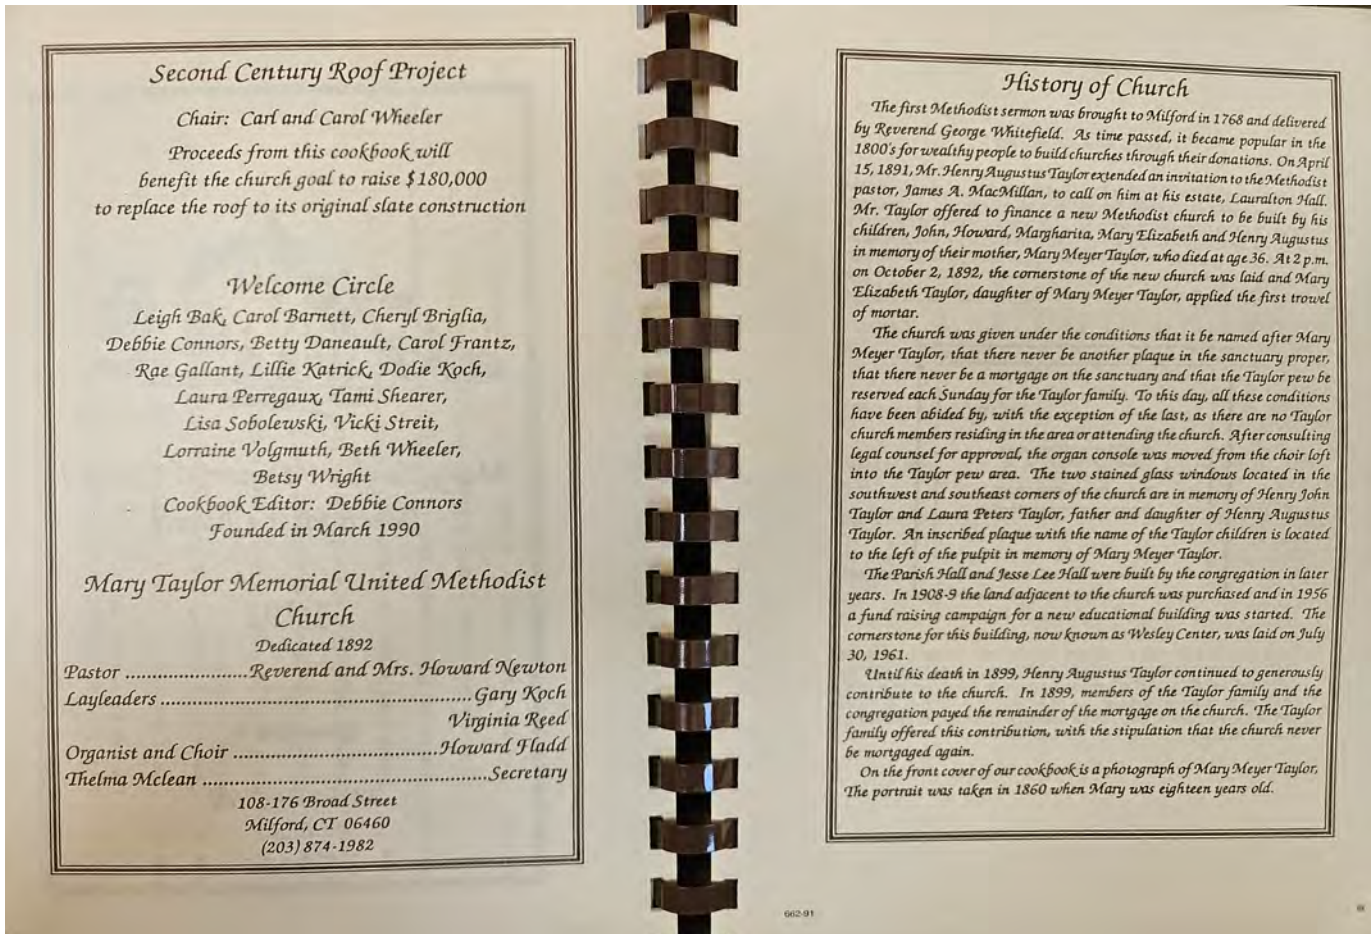 Second Century Roof Project
Chair: Carl and Carol Wheeler
Proceeds from this cookbook will
benefit the church goal to raise $180,000
to replace the roof to its original slate construction
Welcome Circle
Leigh Bak, Carol Barnett, Cheryl Briglia,
Debbie Connors, Betty Daneault, Carol Frantz,
Rae Gallant, Lillie Katrick, Dodie Koch,
Laura Perregaux, Tami Shearer,
Lisa Sobolewski, Vicki Streit,
Lorraine Volgmuth, Beth Wheeler,
Betsy Wright
Cookbook Editor: Debbie Connors
Founded in March 1990
Mary Taylor Memorial United Methodist
Church
Dedicated 1892
Pastor .......................Reverend and Mrs. Howard Newton
Layleaders ..........................................................Gary Koch
Virginia Reed
Organist and Choir ......................................Howard Fladd
Thelma Mclean .....................................................Secretary
108-176 Broad Street
Milford, CT 06460
(203) 874-1982
History of Church
The first Methodist sermon was brought to Milford in 1768 and delivered
by Reverend George Whitefield. As time passed, it became popular in the
1800's for wealthy people to build churches through their donations. On April
15, 1891, Mr. Henry Augustus Taylor extended an invitation to the Methodist
pastor, James A. MacMillan, to call on him at his estate, Lauralton Hall.
Mr. Taylor offered to finance a new Methodist church to be built by his
children, John, Howard, Margharita, Mary Elizabeth and Henry Augustus
in memory of their mother, Mary Meyer Taylor, who died at age 36. At 2 p.m.
on October 2, 1892, the cornerstone of the new church was laid and Mary
Elizabeth Taylor, daughter of Mary Meyer Taylor, applied the first trowel
of mortar.
The church was given under the conditions that it be named after Mary
Meyer Taylor, that there never be another plaque in the sanctuary proper,
that there never be a mortgage on the sanctuary and that the Taylor pew be
reserved each Sunday for the Taylor family. To this day, all these conditions
have been abided by, with the exception of the last, as there are no Taylor
church members residing in the area or attending the church. After consulting
legal counsel for approval, the organ console was moved from the choir loft
into the Taylor pew area. The two stained glass windows located in the
southwest and southeast corners of the church are in memory of Henry John
Taylor and Laura Peters Taylor, father and daughter of Henry Augustus
Taylor. An inscribed plaque with the name of the Taylor children is located
to the left of the pulpit in memory of Mary Meyer Taylor.
The Parish Hall and Jesse Lee Hall were built by the congregation in later
years. In 1908-9 the land adjacent to the church was purchased and in 1956
a fund raising campaign for a new educational building was started. The
cornerstone for this building, now known as Wesley Center, was laid on July
30, 1961.
Until his death in 1899, Henry Augustus Taylor continued to generously
contribute to the church. In 1899, members of the Taylor family and the
congregation payed the remainder of the mortgage on the church. The Taylor
family offered this contribution, with the stipulation that the church never
be mortgaged again.
On the front cover of our cookbook is a photograph of Mary Meyer Taylor,
The portrait was taken in 1860 when Mary was eighteen years old.
662-91